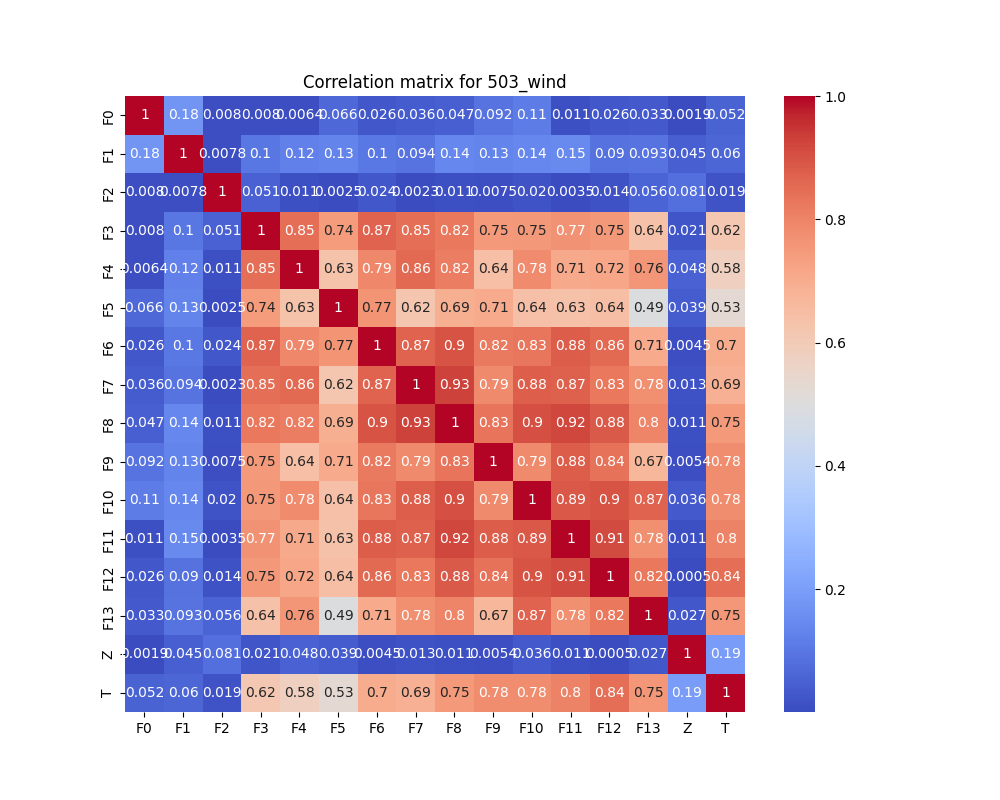 Correlation matrix for 503_wind
F0 1 0.18 0.008 0.008 0.0064 0.066 0.026 0.036 0.047 0.092 0.11 0.011 0.026 0.033 0.0019 0.052
F1 0.18 1 0.0078 0.1 0.12 0.13 0.1 0.094 0.14 0.13 0.14 0.15 0.09 0.093 0.045 0.06
F2 0.008 0.0078 1 0.051 0.011 0.0025 0.024 0.0023 0.011 0.0075 0.02 0.0035 0.014 0.056 0.081 0.019
F3 0.008 0.1 0.051 1 0.85 0.74 0.87 0.85 0.82 0.75 0.75 0.77 0.75 0.64 0.021 0.62
F4 0.0064 0.12 0.011 0.85 1 0.63 0.79 0.86 0.82 0.64 0.78 0.71 0.72 0.76 0.048 0.58
F5 0.066 0.13 0.0025 0.74 0.63 1 0.77 0.62 0.69 0.71 0.64 0.63 0.64 0.49 0.039 0.53
F6 0.026 0.1 0.024 0.87 0.79 0.77 1 0.87 0.9 0.82 0.83 0.88 0.86 0.71 0.0045 0.7
F7 0.036 0.094 0.0023 0.85 0.86 0.62 0.87 1 0.93 0.79 0.88 0.87 0.83 0.78 0.013 0.69
F8 0.047 0.14 0.011 0.82 0.82 0.69 0.9 0.93 1 0.83 0.9 0.92 0.88 0.8 0.011 0.75
F9 0.092 0.13 0.0075 0.75 0.64 0.71 0.82 0.79 0.83 1 0.79 0.88 0.84 0.67 0.0054 0.78
F10 0.11 0.14 0.02 0.75 0.78 0.64 0.83 0.88 0.9 0.79 1 0.89 0.9 0.87 0.036 0.78
F11 0.011 0.15 0.0035 0.77 0.71 0.63 0.88 0.87 0.92 0.88 0.89 1 0.91 0.78 0.011 0.8
F12 0.026 0.09 0.014 0.75 0.72 0.64 0.86 0.83 0.88 0.84 0.9 0.91 1 0.82 0.0005 0.84
F13 0.033 0.093 0.056 0.64 0.76 0.49 0.71 0.78 0.8 0.67 0.87 0.78 0.82 1 0.027 0.75
Z 0.0019 0.045 0.081 0.021 0.048 0.039 0.0045 0.013 0.011 0.0054 0.036 0.011 0.0005 0.027 1 0.19
T 0.052 0.06 0.019 0.62 0.58 0.53 0.7 0.69 0.75 0.78 0.78 0.8 0.84 0.75 0.19 1
F0 F1 F2 F3 F4 F5 F6 F7 F8 F9 F10 F11 F12 F13 Z T
1.0
0.8
0.6
0.4
0.2